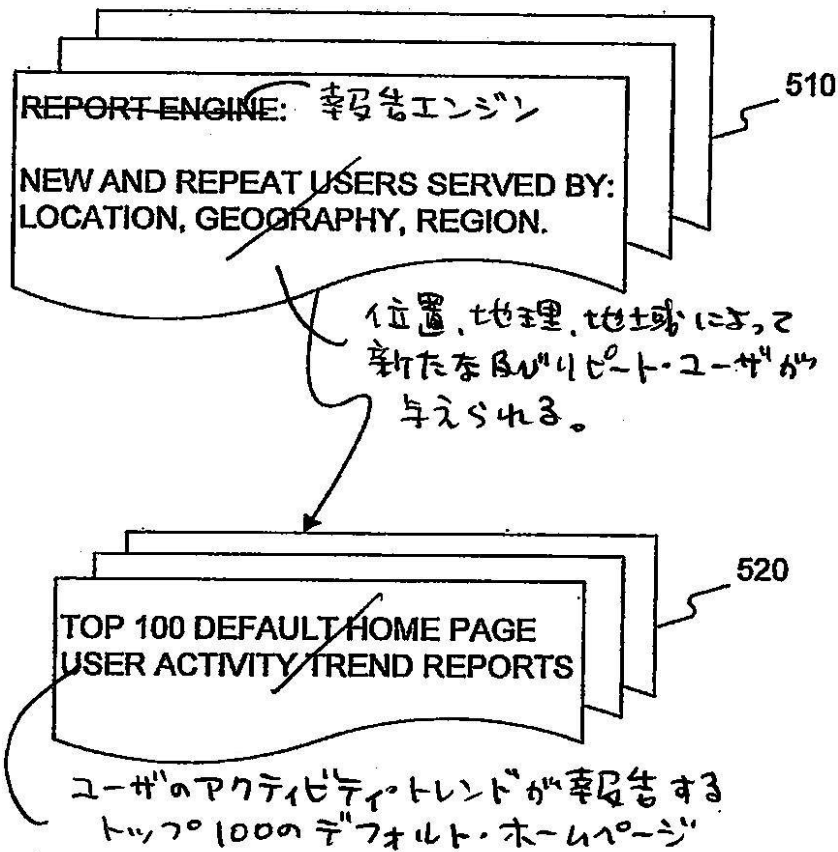 REPORT ENGINE: 報告エンジン
510
NEW AND REPEAT USERS SERVED BY:
LOCATION, GEOGRAPHY, REGION.
位置、地理、地域によって
新たな及びリピート・ユーザが
与えられる。
520
TOP 100 DEFAULT HOME PAGE
USER ACTIVITY TREND REPORTS
ユーザのアクティビティ・トレンドが報告する
トップ100のデフォルト・ホームページ